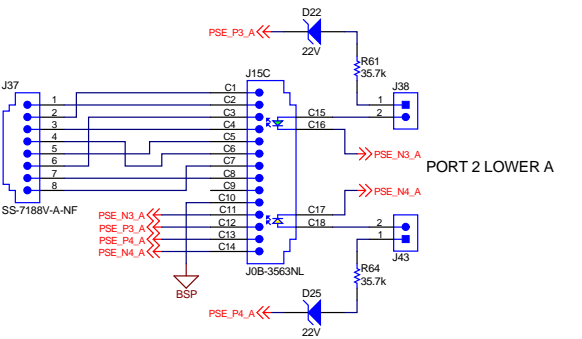 D22
PSE_P3_A
22V
R61
35.7k
J37
J15C
J38
1
2
3
4
5
6
7
8
C1
C2
C3
C4
C5
C6
C7
C8
C9
C10
C11
C12
C13
C14
C15
C16
1
2
PSE_N3_A
PORT 2 LOWER A
PSE_N4_A
SS-7188V-A-NF
PSE_N3_A
PSE_P3_A
PSE_P4_A
PSE_N4_A
C17
C18
2
1
J43
J0B-3563NL
BSP
R64
35.7k
D25
PSE_P4_A
22V